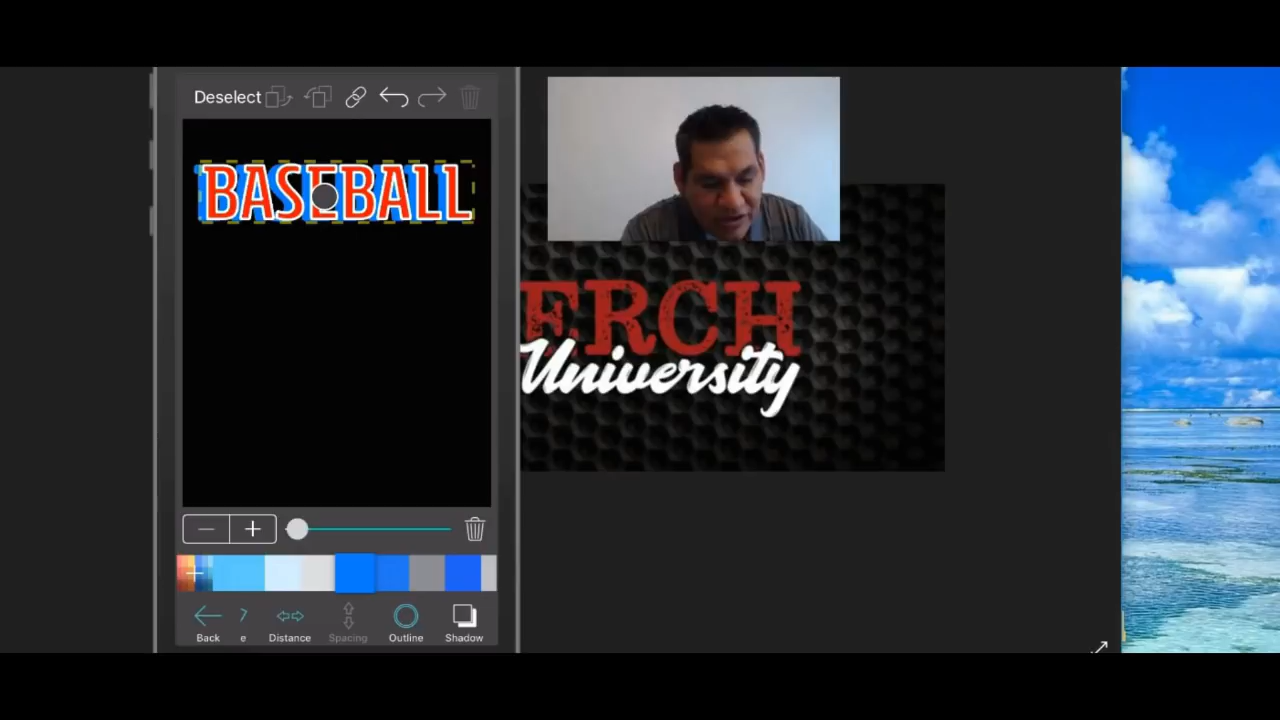 Deselect
BASEBALL
ERCH
University
Back
e
Distance
Spacing
Outline
Shadow